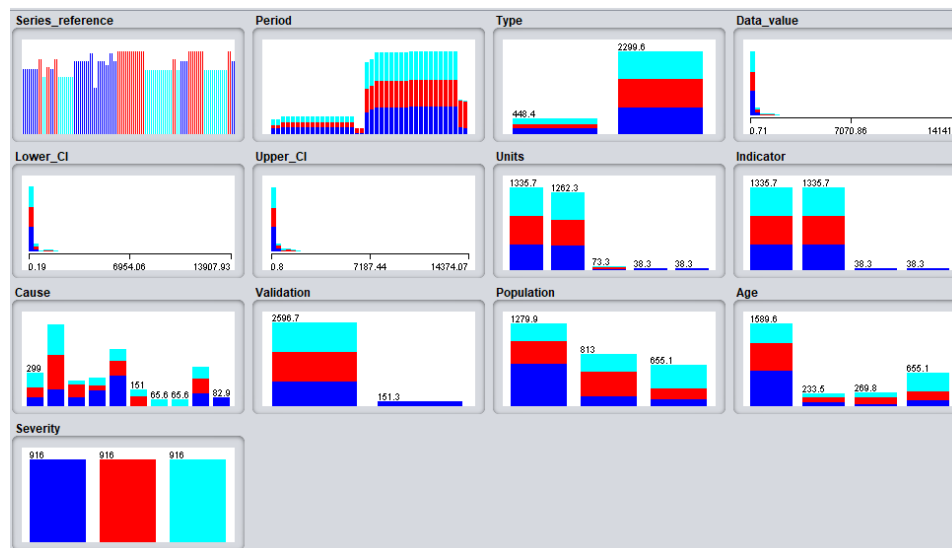 Series_reference
Period
Type
2299.6
448.4
Data_value
0.71
7070.86
14141
Lower_CI
0.19
6954.06
13907.93
Upper_CI
0.8
7187.44
14374.07
Units
1335.7
1262.3
73.3
38.3
38.3
Indicator
1335.7
1335.7
38.3
38.3
Cause
299
151
65.6
65.6
82.9
Validation
2596.7
151.3
Population
1279.9
813
655.1
Age
1589.6
233.5
269.8
655.1
Severity
916
916
916